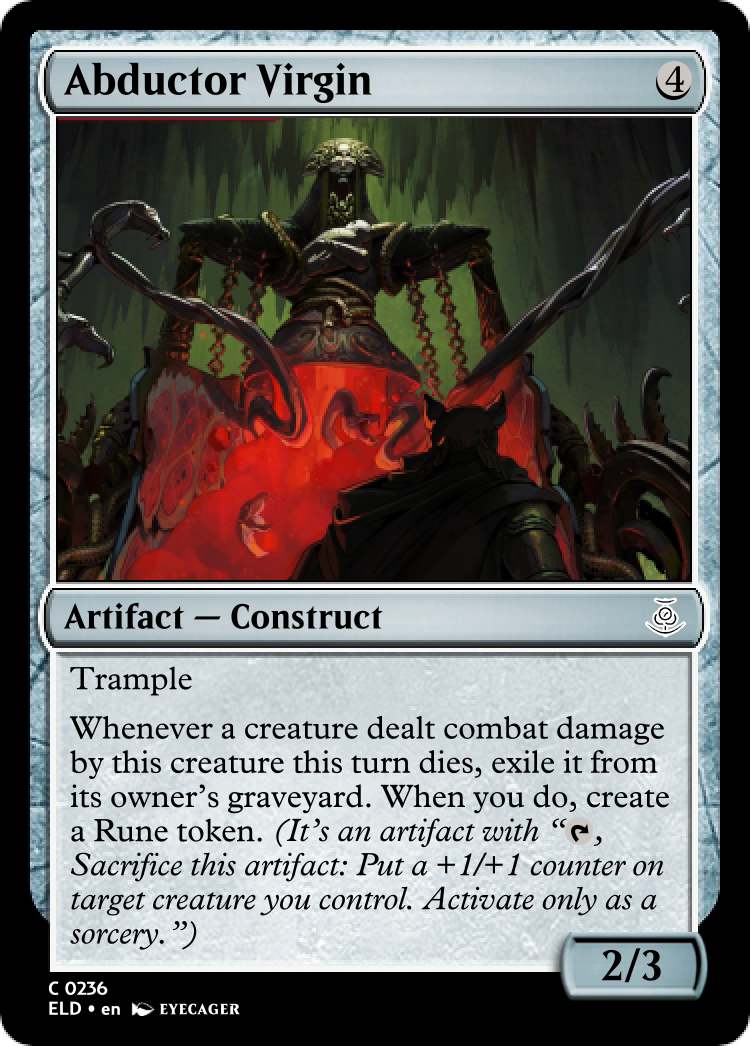 Abductor Virgin 4
Artifact — Construct
Trample
Whenever a creature dealt combat damage
by this creature this turn dies, exile it from
its owner's graveyard. When you do, create
a Rune token. (It's an artifact with “,
Sacrifice this artifact: Put a +1/+1 counter on
target creature you control. Activate only as a
sorcery.”)
2/3
C 0236
ELD • en EYECAGER